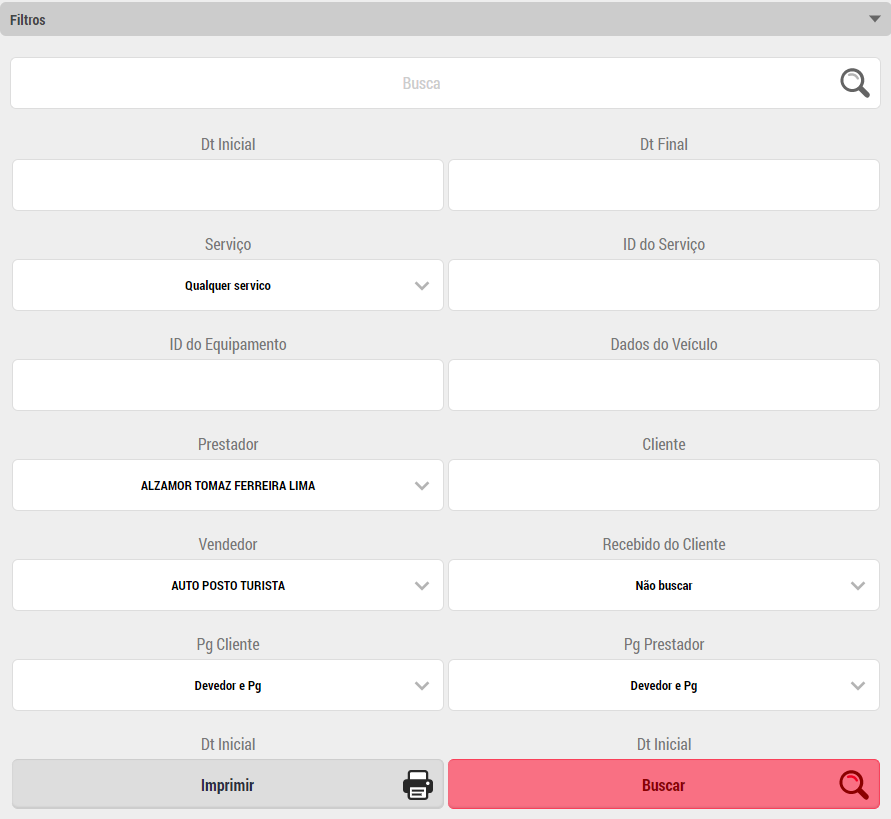 Filtros
Busca
Dt Inicial
Dt Final
Serviço
ID do Serviço
Qualquer servico
ID do Equipamento
Dados do Veículo
Prestador
Cliente
ALZAMOR TOMAZ FERREIRA LIMA
Vendedor
Recebido do Cliente
AUTO POSTO TURISTA
Não buscar
Pg Cliente
Pg Prestador
Devedor e Pg
Devedor e Pg
Dt Inicial
Dt Inicial
Imprimir
Buscar